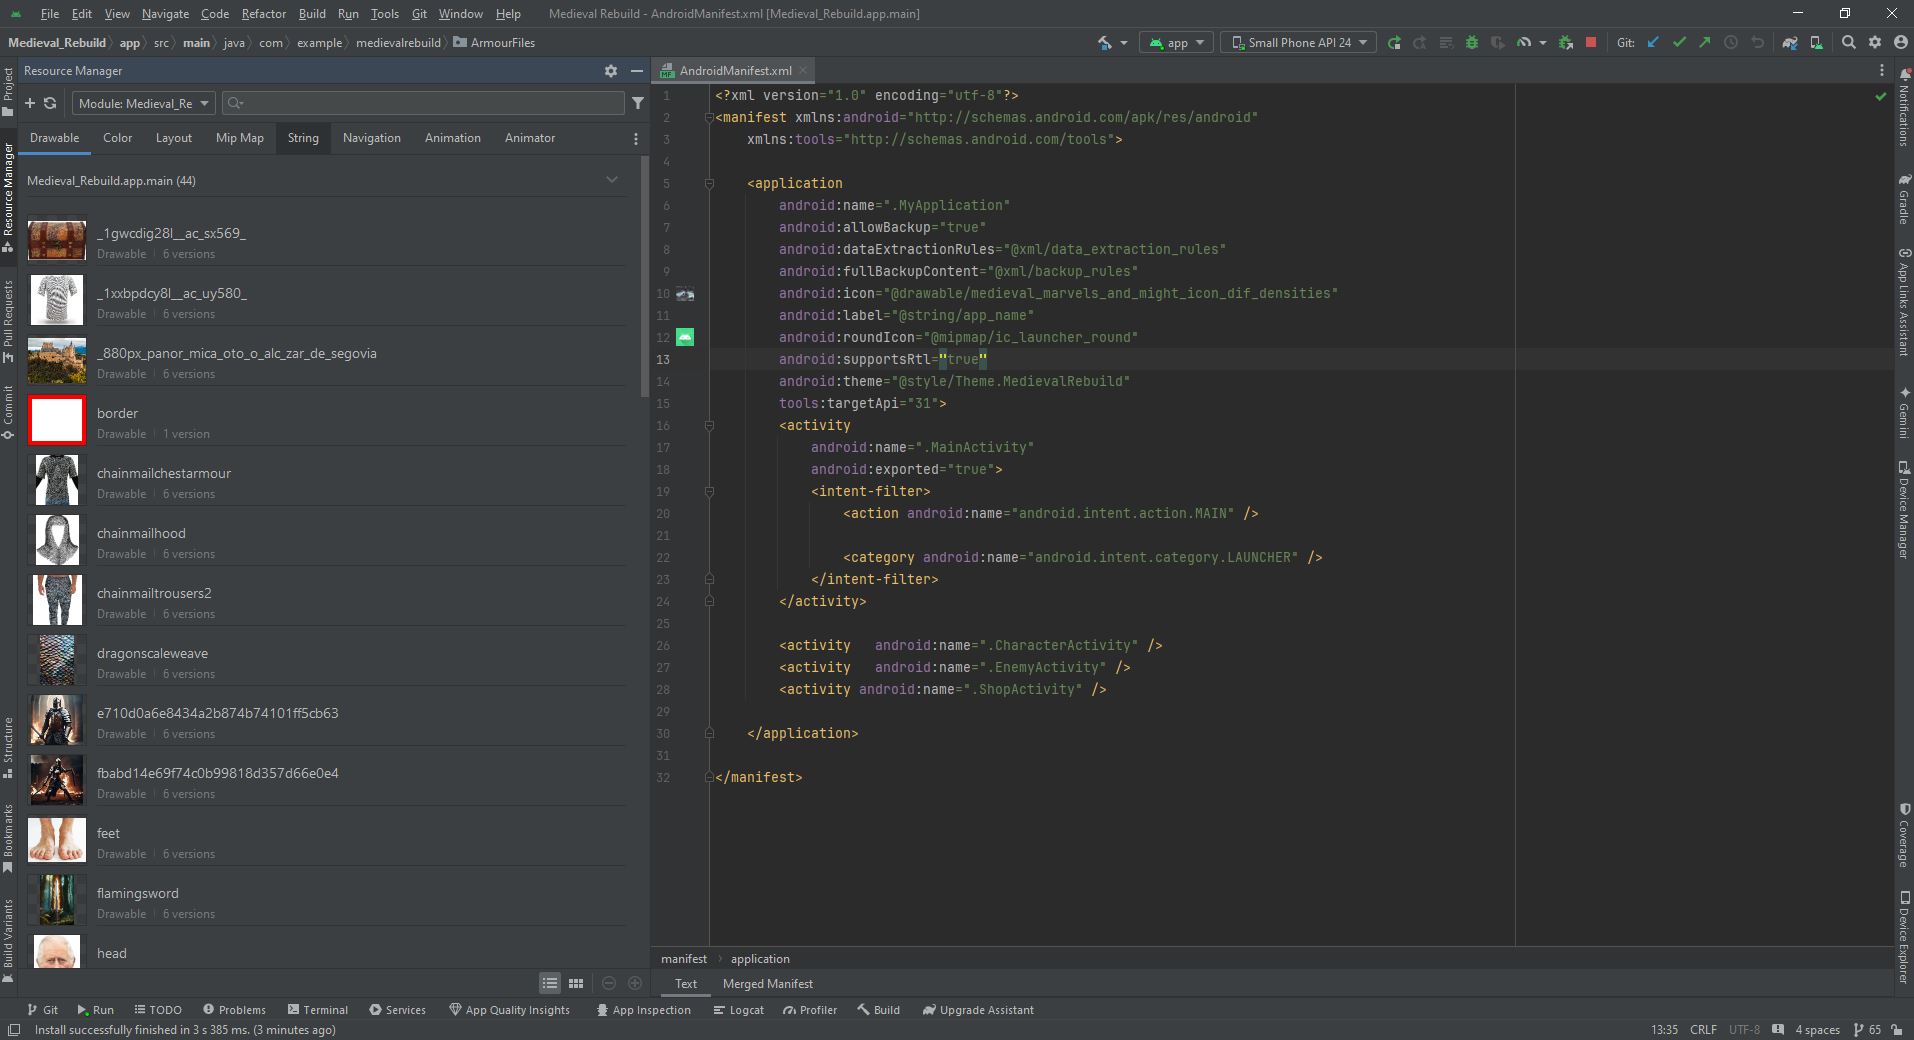 File Edit View Navigate Code Refactor Build Run Tools Git Window Help Medieval Rebuild - AndroidManifest.xml [Medieval_Rebuild.app.main]
Medieval_Rebuild app src main java com example medievalrebuild ArmourFiles app Small Phone API 24 Git:
Resource Manager
Module: Medieval_Re
Drawable Color Layout Mip Map String Navigation Animation Animator
Medieval_Rebuild.app.main (44)
_1gwcdig28l__ac_sx569_
Drawable | 6 versions
_1xxbpdcy8l__ac_uy580_
Drawable | 6 versions
_880px_panor_mica_oto_o_alc_zar_de_segovia
Drawable | 6 versions
border
Drawable | 1 version
chainmailchestarmour
Drawable | 6 versions
chainmailhood
Drawable | 6 versions
chainmailtrousers2
Drawable | 6 versions
dragonscaleweave
Drawable | 6 versions
e710d0a6e8434a2b874b74101ff5cb63
Drawable | 6 versions
fbabd14e69f74c0b99818d357d66e0e4
Drawable | 6 versions
feet
Drawable | 6 versions
flamingsword
Drawable | 6 versions
head
Project
Resource Manager
Pull Requests
Commit
Structure
Bookmarks
Build Variants
AndroidManifest.xml
1 <?xml version="1.0" encoding="utf-8"?>
2 <manifest xmlns:android="http://schemas.android.com/apk/res/android"
3 xmlns:tools="http://schemas.android.com/tools">
4
5 <application
6 android:name=".MyApplication"
7 android:allowBackup="true"
8 android:dataExtractionRules="@xml/data_extraction_rules"
9 android:fullBackupContent="@xml/backup_rules"
10 android:icon="@drawable/medieval_marvels_and_might_icon_dif_densities"
11 android:label="@string/app_name"
12 android:roundIcon="@mipmap/ic_launcher_round"
13 android:supportsRtl="true"
14 android:theme="@style/Theme.MedievalRebuild"
15 tools:targetApi="31">
16 <activity
17 android:name=".MainActivity"
18 android:exported="true">
19 <intent-filter>
20 <action android:name="android.intent.action.MAIN" />
21
22 <category android:name="android.intent.category.LAUNCHER" />
23 </intent-filter>
24 </activity>
25
26 <activity   android:name=".CharacterActivity" />
27 <activity   android:name=".EnemyActivity" />
28 <activity android:name=".ShopActivity" />
29
30 </application>
31
32 </manifest>
manifest application
Text Merged Manifest
Notifications
Gradle
App Links Assistant
Gemini
Device Manager
Coverage
Device Explorer
Git Run TODO Problems Terminal Services App Quality Insights App Inspection Logcat Profiler Build Upgrade Assistant
Install successfully finished in 3 s 385 ms. (3 minutes ago) 13:35 CRLF UTF-8 4 spaces 65